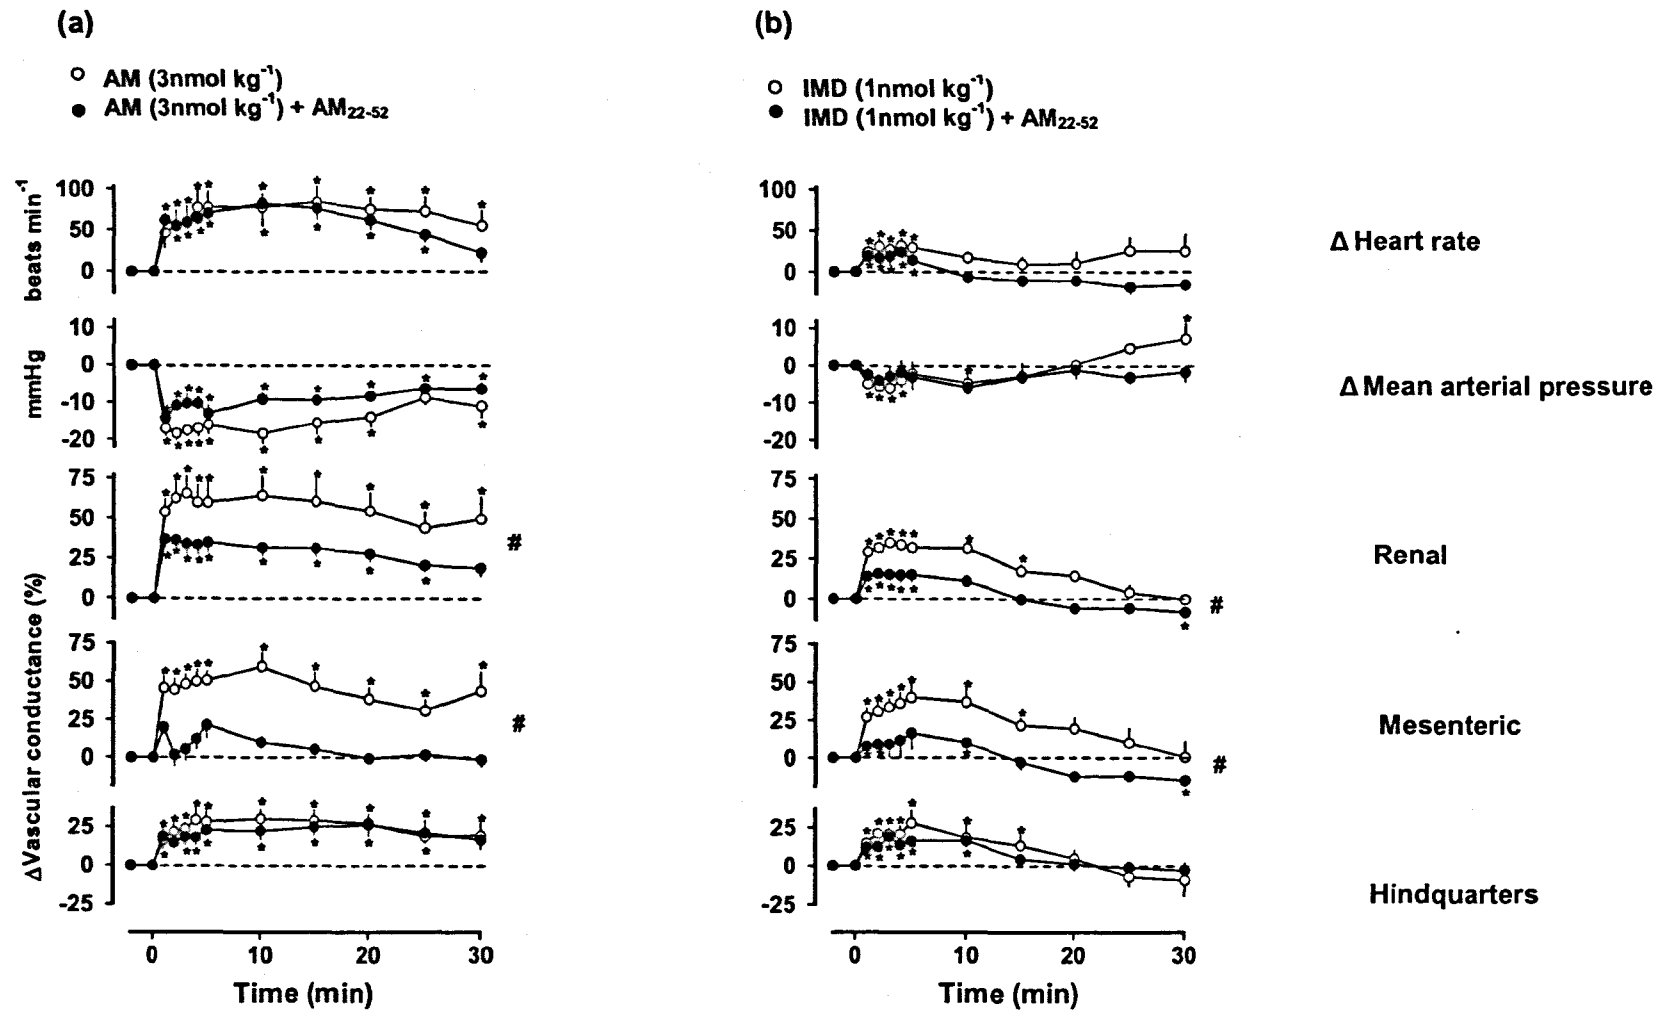 (a)
○ AM (3nmol kg⁻¹)
● AM (3nmol kg⁻¹) + AM₂₂₋₅₂
(b)
○ IMD (1nmol kg⁻¹)
● IMD (1nmol kg⁻¹) + AM₂₂₋₅₂
beats min⁻¹
100
50
0
100
50
0
Δ Heart rate
mmHg
10
0
-10
-20
10
0
-10
-20
Δ Mean arterial pressure
ΔVascular conductance (%)
75
50
25
0
#
75
50
25
0
#
Renal
75
50
25
0
#
75
50
25
0
#
Mesenteric
25
0
-25
25
0
-25
Hindquarters
0 10 20 30
Time (min)
0 10 20 30
Time (min)